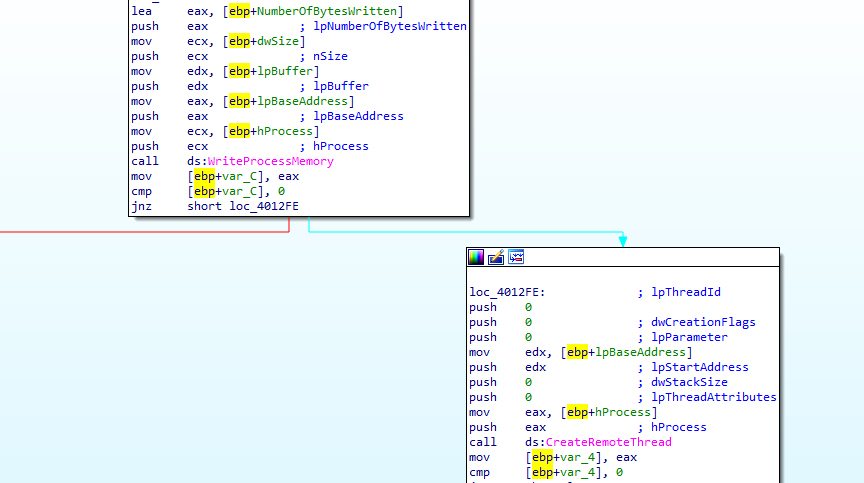 lea eax, [ebp+NumberOfBytesWritten]
push eax ; lpNumberOfBytesWritten
mov ecx, [ebp+dwSize]
push ecx ; nSize
mov edx, [ebp+lpBuffer]
push edx ; lpBuffer
mov eax, [ebp+lpBaseAddress]
push eax ; lpBaseAddress
mov ecx, [ebp+hProcess]
push ecx ; hProcess
call ds:WriteProcessMemory
mov [ebp+var_C], eax
cmp [ebp+var_C], 0
jnz short loc_4012FE
loc_4012FE: ; lpThreadId
push 0
push 0 ; dwCreationFlags
push 0 ; lpParameter
mov edx, [ebp+lpBaseAddress]
push edx ; lpStartAddress
push 0 ; dwStackSize
push 0 ; lpThreadAttributes
mov eax, [ebp+hProcess]
push eax ; hProcess
call ds:CreateRemoteThread
mov [ebp+var_4], eax
cmp [ebp+var_4], 0